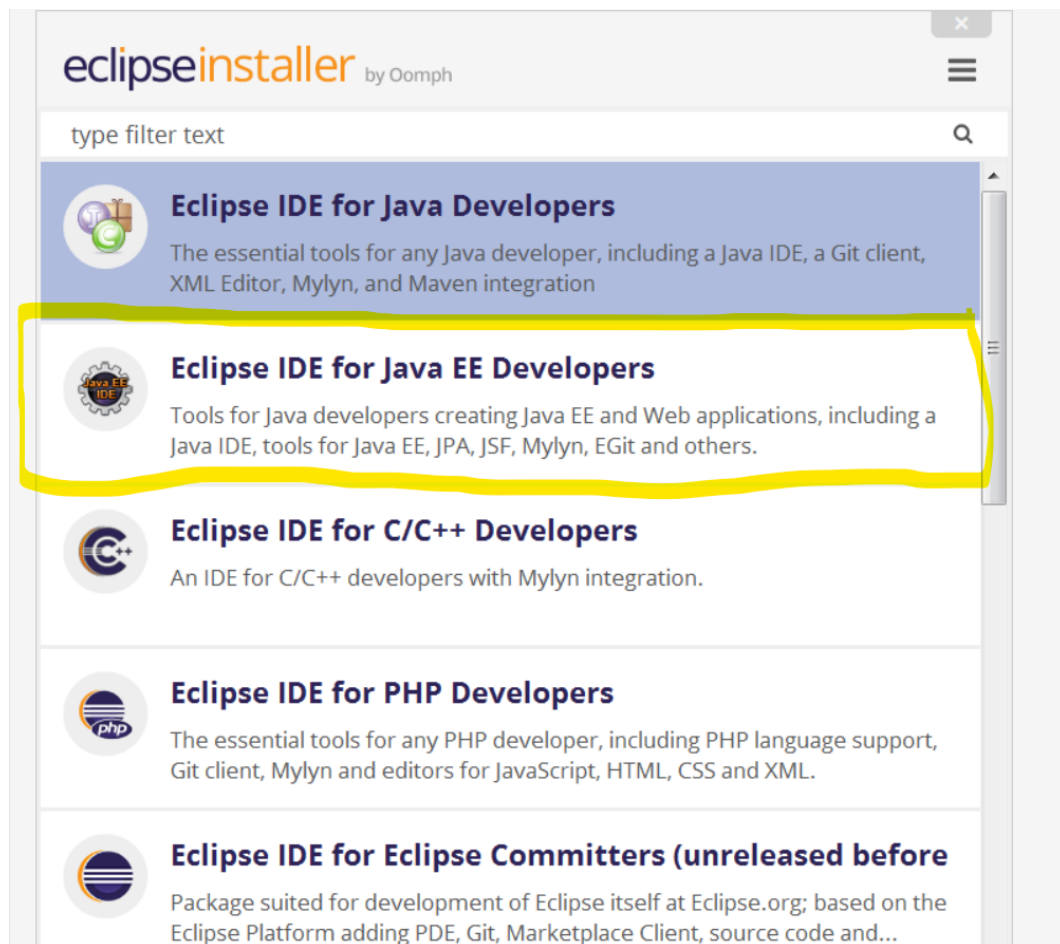 eclipseinstaller by Oomph
type filter text
Eclipse IDE for Java Developers
The essential tools for any Java developer, including a Java IDE, a Git client,
XML Editor, Mylyn, and Maven integration
Java EE
IDE
Eclipse IDE for Java EE Developers
Tools for Java developers creating Java EE and Web applications, including a
Java IDE, tools for Java EE, JPA, JSF, Mylyn, EGit and others.
C++
Eclipse IDE for C/C++ Developers
An IDE for C/C++ developers with Mylyn integration.
php
Eclipse IDE for PHP Developers
The essential tools for any PHP developer, including PHP language support,
Git client, Mylyn and editors for JavaScript, HTML, CSS and XML.
Eclipse IDE for Eclipse Committers (unreleased before
Package suited for development of Eclipse itself at Eclipse.org; based on the
Eclipse Platform adding PDE, Git, Marketplace Client, source code and...